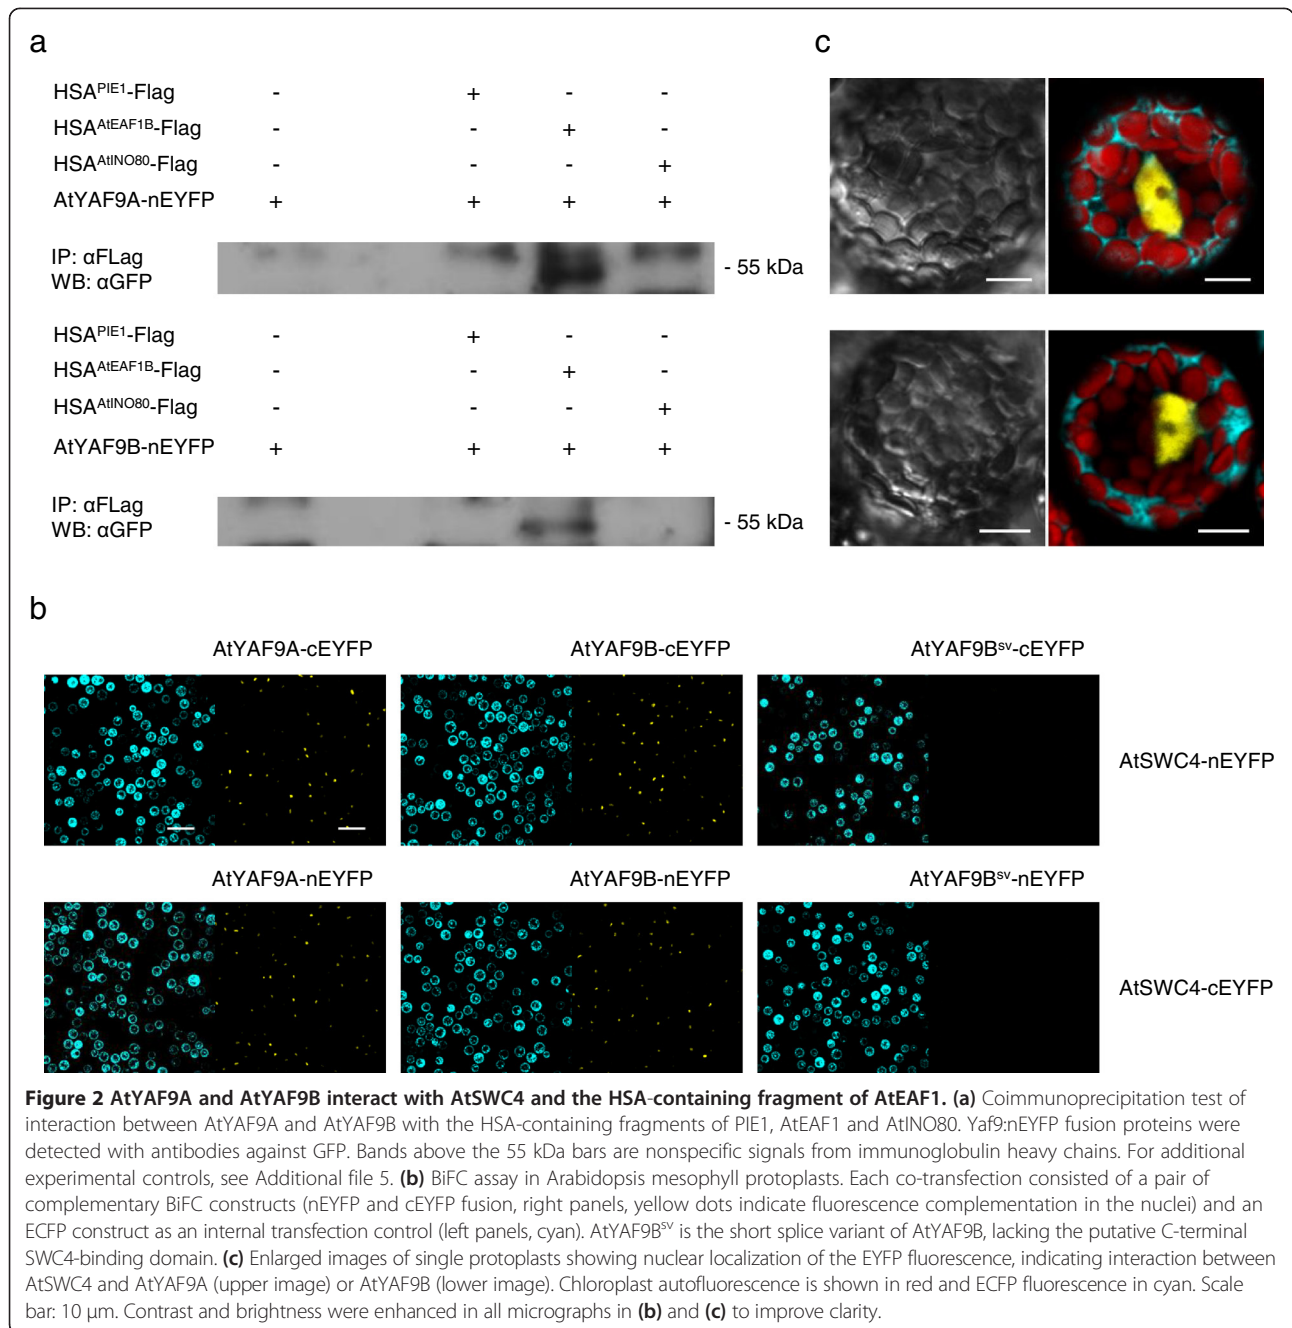 a
HSAPIE1-Flag - + - -
HSAAtEAF1B-Flag - - + -
HSAAtINO80-Flag - - - +
AtYAF9A-nEYFP + + + +
IP: αFLag
WB: αGFP
- 55 kDa
HSAPIE1-Flag - + - -
HSAAtEAF1B-Flag - - + -
HSAAtINO80-Flag - - - +
AtYAF9B-nEYFP + + + +
IP: αFLag
WB: αGFP
- 55 kDa
c
b
AtYAF9A-cEYFP AtYAF9B-cEYFP AtYAF9Bsv-cEYFP
AtSWC4-nEYFP
AtYAF9A-nEYFP AtYAF9B-nEYFP AtYAF9Bsv-nEYFP
AtSWC4-cEYFP
Figure 2 AtYAF9A and AtYAF9B interact with AtSWC4 and the HSA-containing fragment of AtEAF1. (a) Coimmunoprecipitation test of
interaction between AtYAF9A and AtYAF9B with the HSA-containing fragments of PIE1, AtEAF1 and AtINO80. Yaf9:nEYFP fusion proteins were
detected with antibodies against GFP. Bands above the 55 kDa bars are nonspecific signals from immunoglobulin heavy chains. For additional
experimental controls, see Additional file 5. (b) BiFC assay in Arabidopsis mesophyll protoplasts. Each co-transfection consisted of a pair of
complementary BiFC constructs (nEYFP and cEYFP fusion, right panels, yellow dots indicate fluorescence complementation in the nuclei) and an
ECFP construct as an internal transfection control (left panels, cyan). AtYAF9Bsv is the short splice variant of AtYAF9B, lacking the putative C-terminal
SWC4-binding domain. (c) Enlarged images of single protoplasts showing nuclear localization of the EYFP fluorescence, indicating interaction between
AtSWC4 and AtYAF9A (upper image) or AtYAF9B (lower image). Chloroplast autofluorescence is shown in red and ECFP fluorescence in cyan. Scale
bar: 10 μm. Contrast and brightness were enhanced in all micrographs in (b) and (c) to improve clarity.